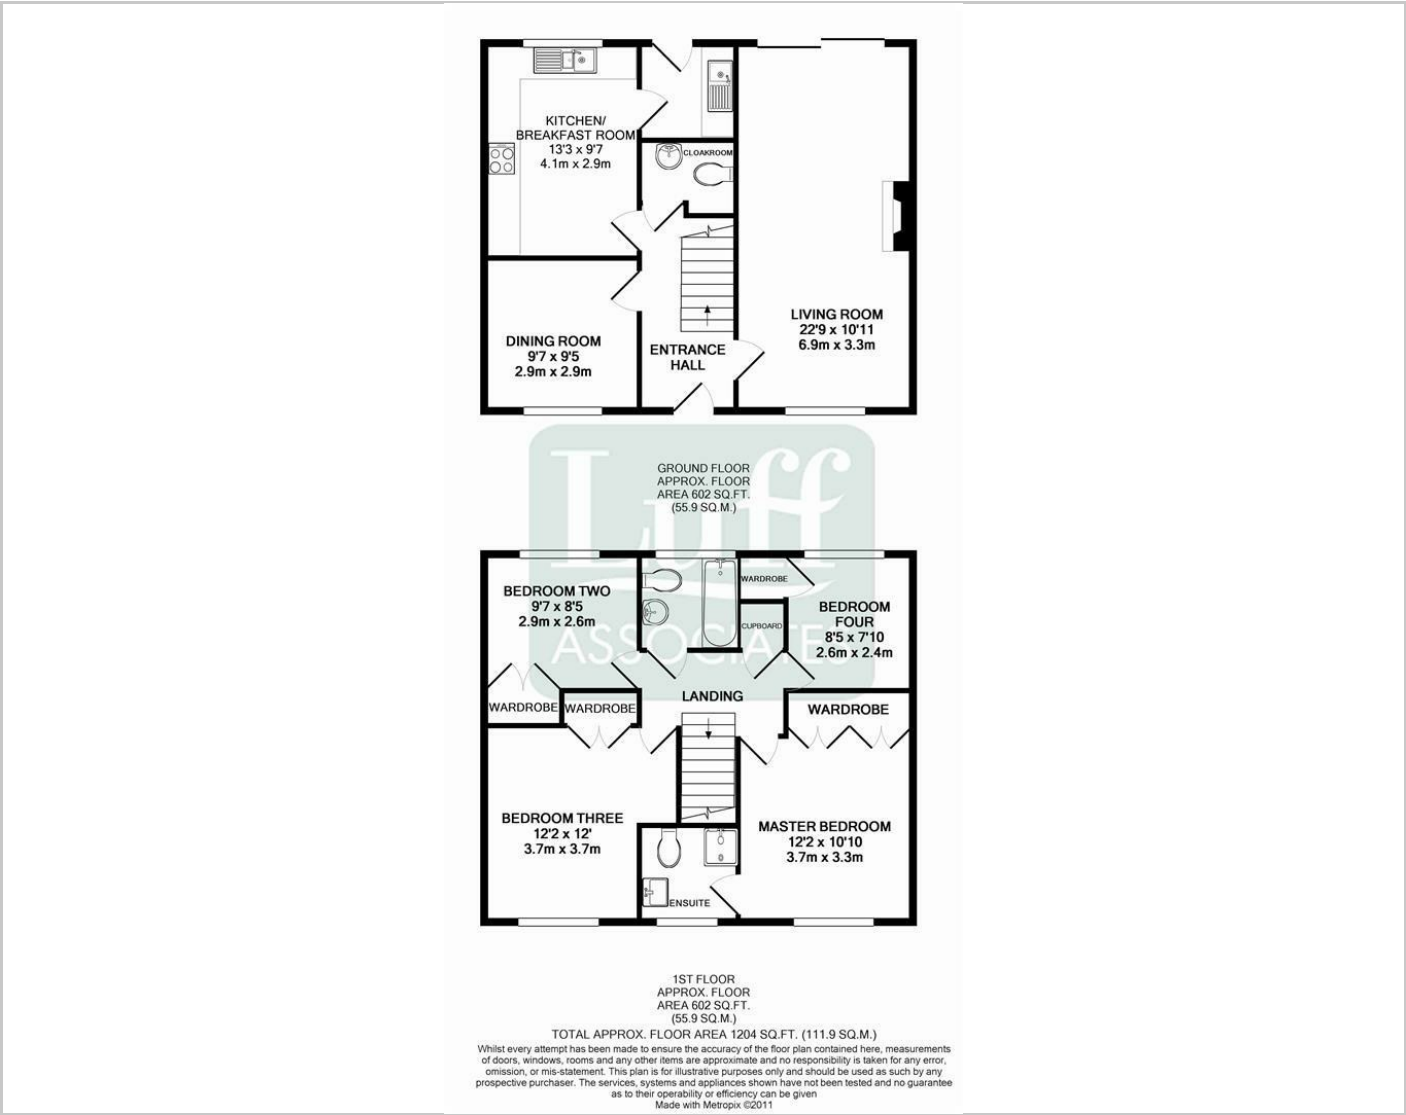 KITCHEN/
BREAKFAST ROOM
13'3 x 9'7
4.1m x 2.9m
CLOAKROOM
LIVING ROOM
22'9 x 10'11
6.9m x 3.3m
DINING ROOM
9'7 x 9'5
2.9m x 2.9m
ENTRANCE
HALL
Luff
ASSOCIATES
GROUND FLOOR
APPROX. FLOOR
AREA 602 SQ.FT.
(55.9 SQ.M.)
BEDROOM TWO
9'7 x 8'5
2.9m x 2.6m
WARDROBE
CUPBOARD
BEDROOM
FOUR
8'5 x 7'10
2.6m x 2.4m
LANDING
WARDROBE
WARDROBE
WARDROBE
BEDROOM THREE
12'2 x 12'
3.7m x 3.7m
MASTER BEDROOM
12'2 x 10'10
3.7m x 3.3m
ENSUITE
1ST FLOOR
APPROX. FLOOR
AREA 602 SQ.FT.
(55.9 SQ.M.)
TOTAL APPROX. FLOOR AREA 1204 SQ.FT. (111.9 SQ.M.)
Whilst every attempt has been made to ensure the accuracy of the floor plan contained here, measurements
of doors, windows, rooms and any other items are approximate and no responsibility is taken for any error,
omission, or mis-statement. This plan is for illustrative purposes only and should be used as such by any
prospective purchaser. The services, systems and appliances shown have not been tested and no guarantee
as to their operability or efficiency can be given
Made with Metropix ©2011